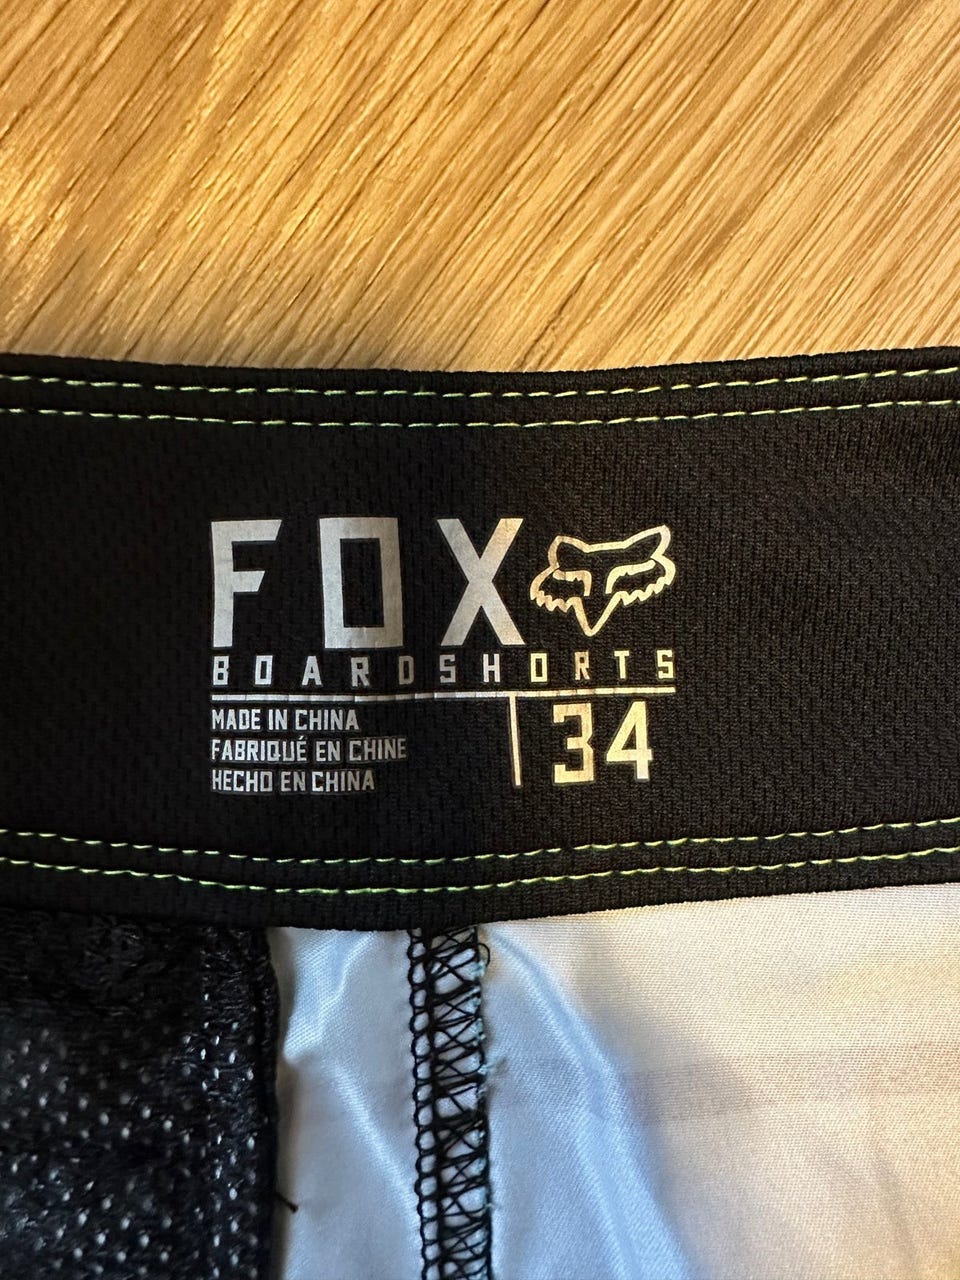 FOX
BOARDSHORTS
MADE IN CHINA
FABRIQUÉ EN CHINE
HECHO EN CHINA
34